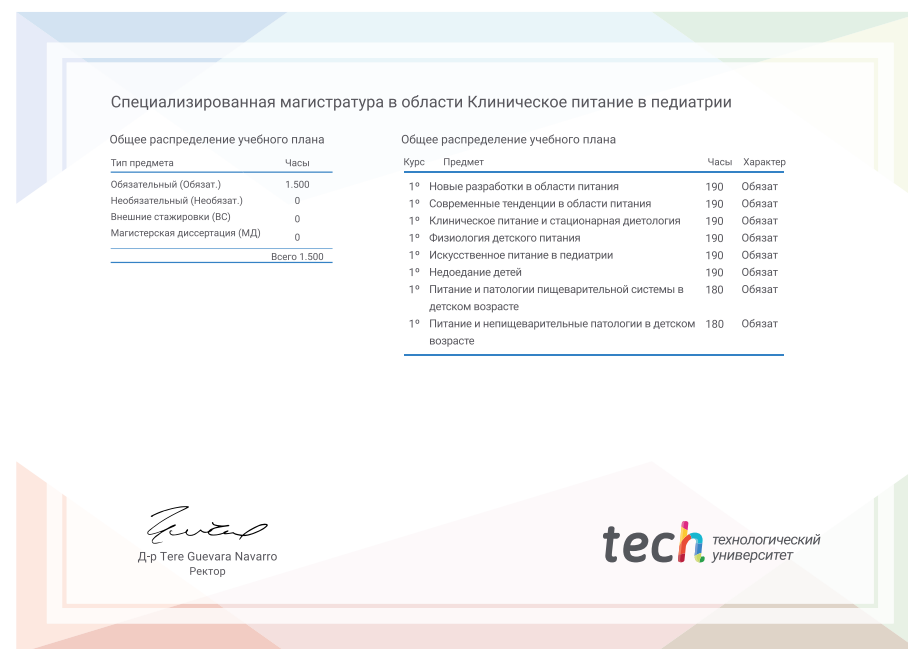 Специализированная магистратура в области Клиническое питание в педиатрии
Общее распределение учебного плана
Тип предмета Часы
Обязательный (Обязат.) 1.500
Необязательный (Необязат.) 0
Внешние стажировки (ВС) 0
Магистерская диссертация (МД) 0
Всего 1.500
Общее распределение учебного плана
Курс Предмет Часы Характер
1º Новые разработки в области питания 190 Обязат
1º Современные тенденции в области питания 190 Обязат
1º Клиническое питание и стационарная диетология 190 Обязат
1º Физиология детского питания 190 Обязат
1º Искусственное питание в педиатрии 190 Обязат
1º Недоедание детей 190 Обязат
1º Питание и патологии пищеварительной системы в 180 Обязат
детском возрасте
1º Питание и непищеварительные патологии в детском 180 Обязат
возрасте
Д-р Tere Guevara Navarro
Ректор
tech технологический
университет